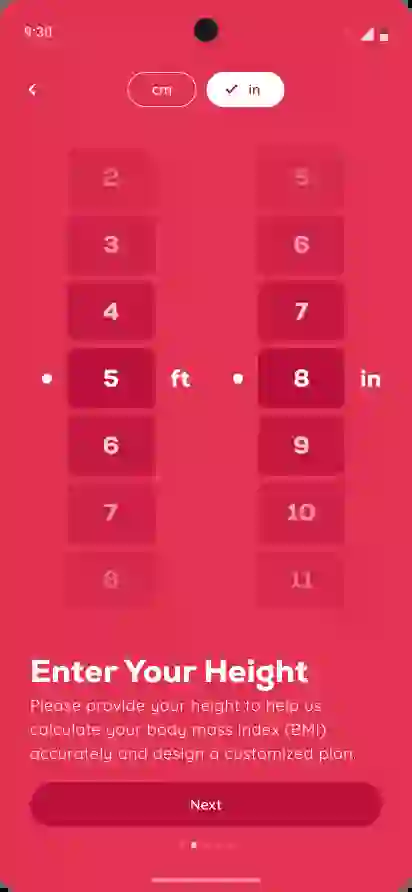 9:30
cm
in
2
5
3
6
4
7
5
ft
8
in
6
9
7
10
8
11
Enter Your Height
Please provide your height to help us
calculate your body mass index (BMI)
accurately and design a customized plan.
Next